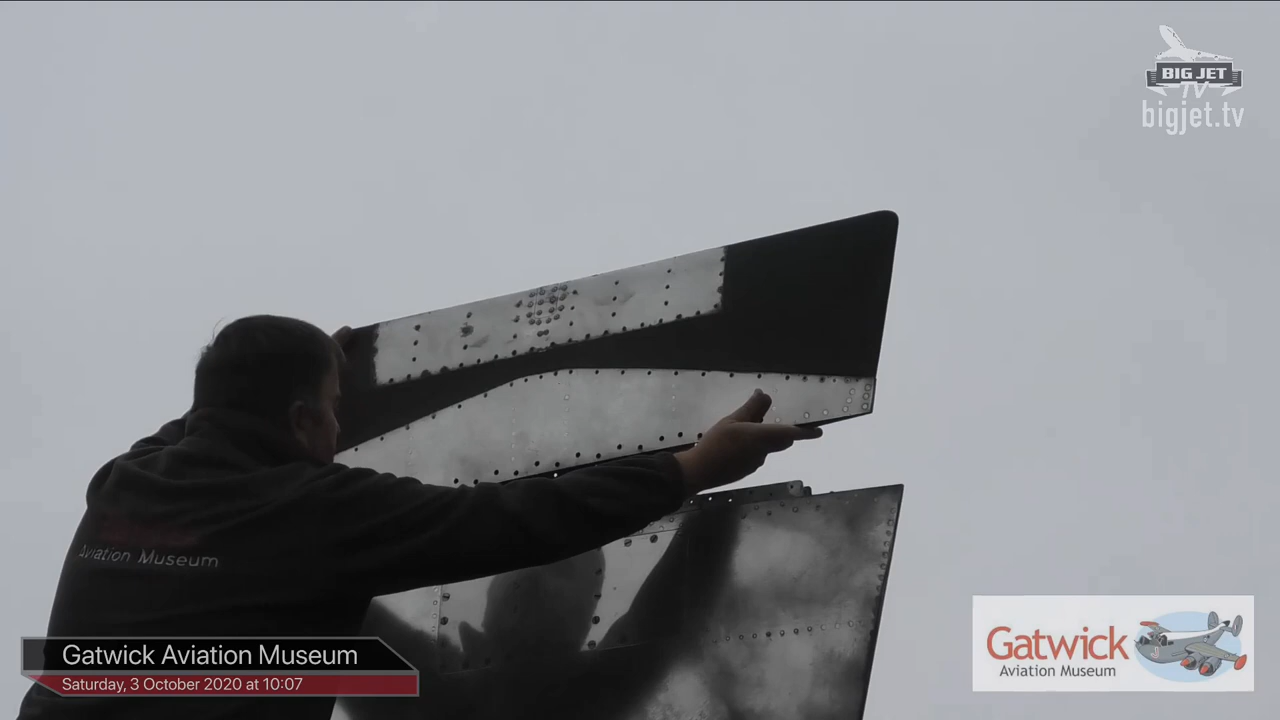 BIG JET
TV
bigjet.tv
Aviation Museum
Gatwick Aviation Museum
Saturday, 3 October 2020 at 10:07
Gatwick
Aviation Museum